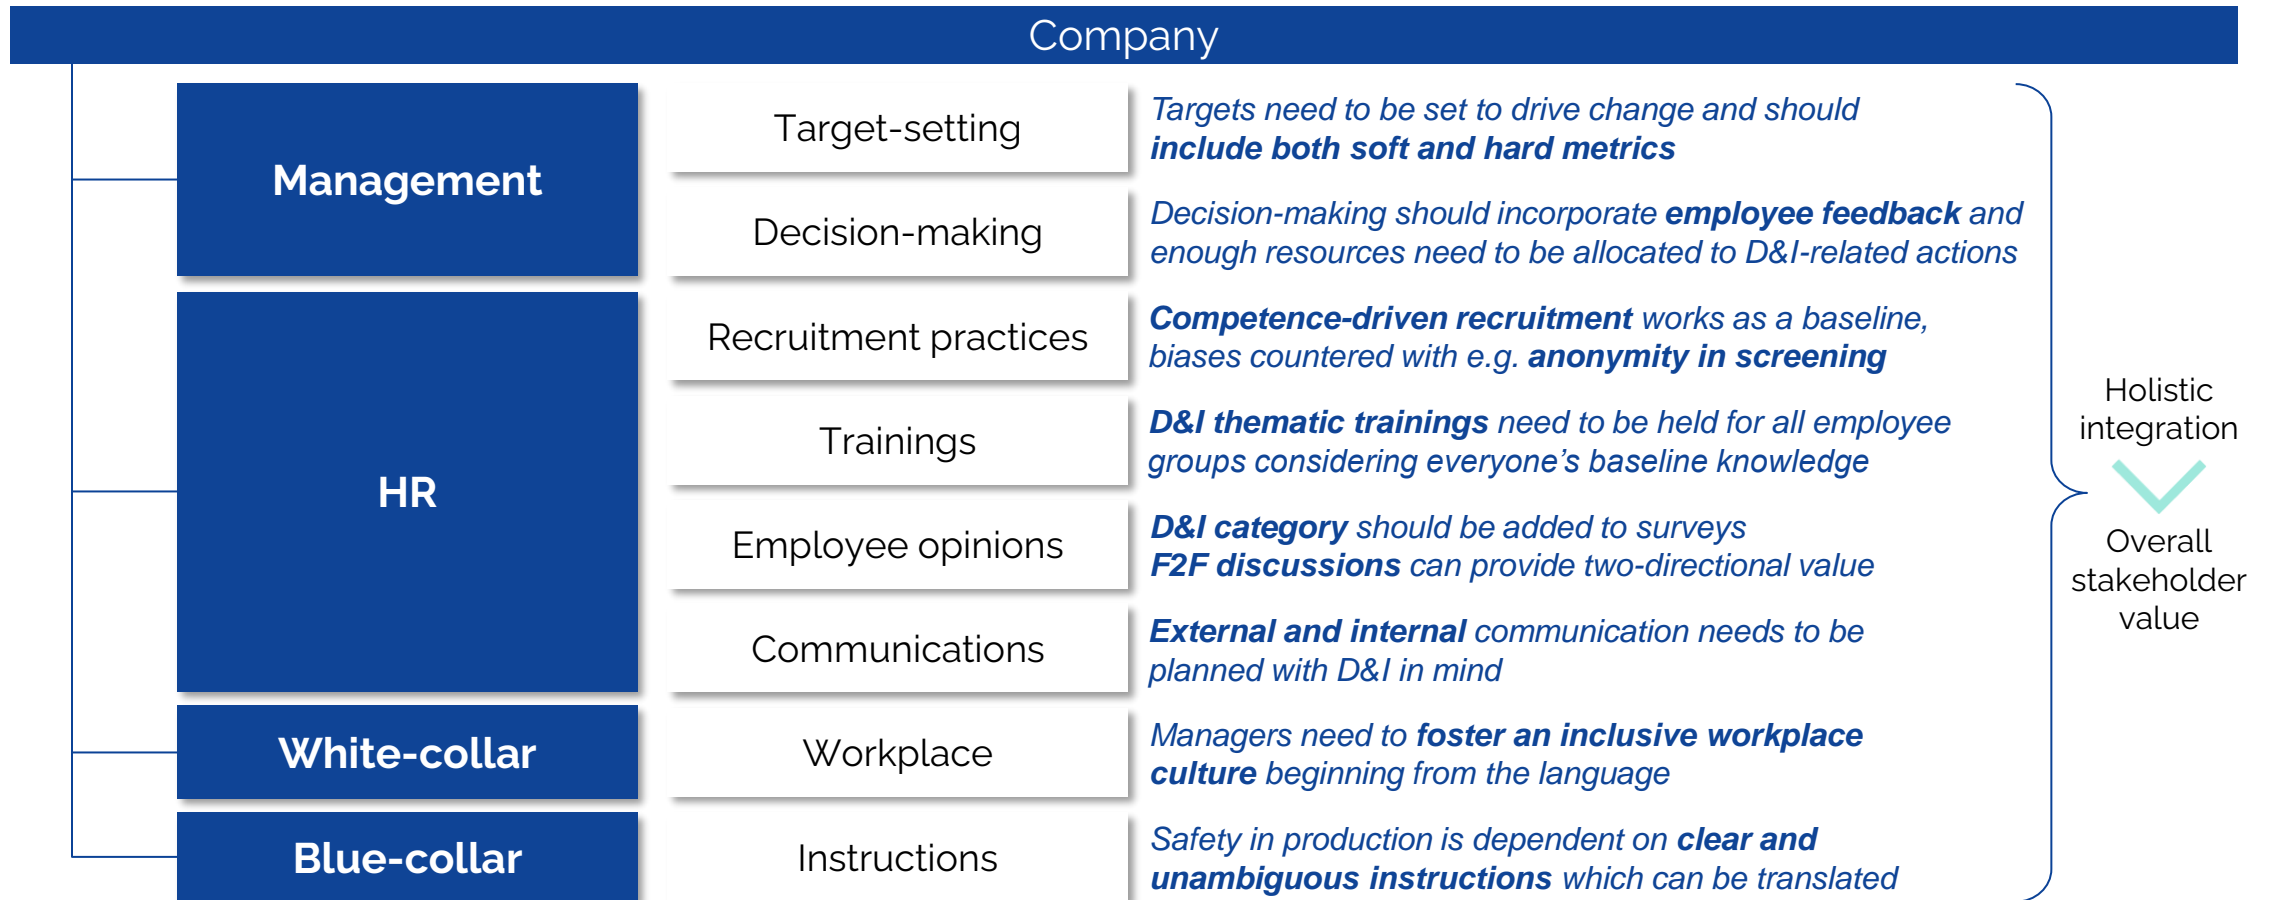 Company
Management
Target-setting
Targets need to be set to drive change and should
include both soft and hard metrics
Decision-making
Decision-making should incorporate employee feedback and
enough resources need to be allocated to D&I-related actions
HR
Recruitment practices
Competence-driven recruitment works as a baseline,
biases countered with e.g. anonymity in screening
Trainings
D&I thematic trainings need to be held for all employee
groups considering everyone’s baseline knowledge
Employee opinions
D&I category should be added to surveys
F2F discussions can provide two-directional value
Communications
External and internal communication needs to be
planned with D&I in mind
White-collar
Workplace
Managers need to foster an inclusive workplace
culture beginning from the language
Blue-collar
Instructions
Safety in production is dependent on clear and
unambiguous instructions which can be translated
Holistic
integration
Overall
stakeholder
value